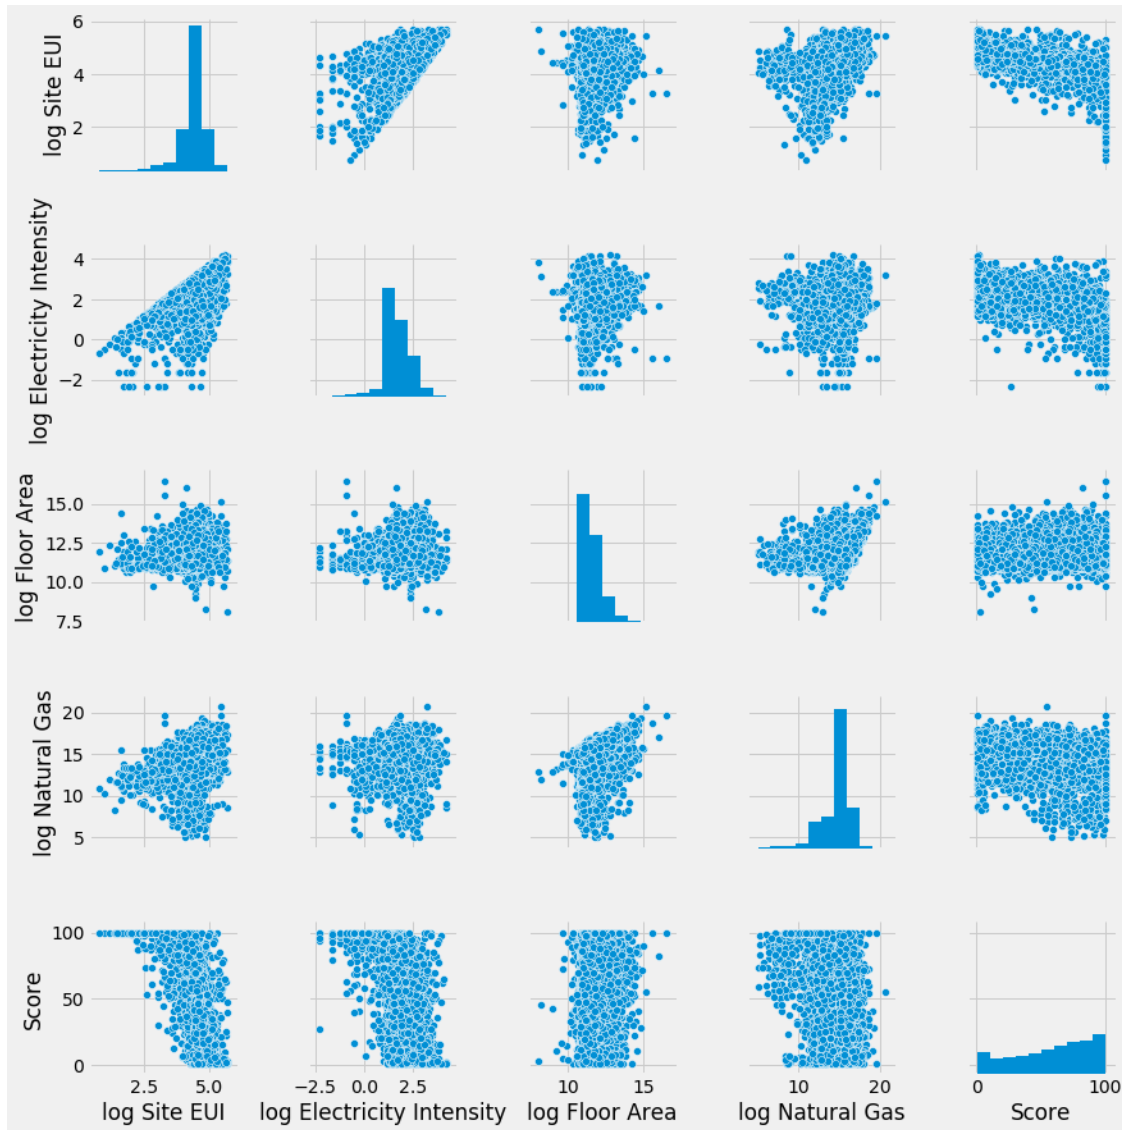 6
4
2
log Site EUI
4
2
0
−2
log Electricity Intensity
15.0
12.5
10.0
7.5
log Floor Area
20
15
10
5
log Natural Gas
100
50
0
Score
2.5 5.0 −2.5 0.0 2.5 10 15 10 20 0 100
log Site EUI log Electricity Intensity log Floor Area log Natural Gas Score